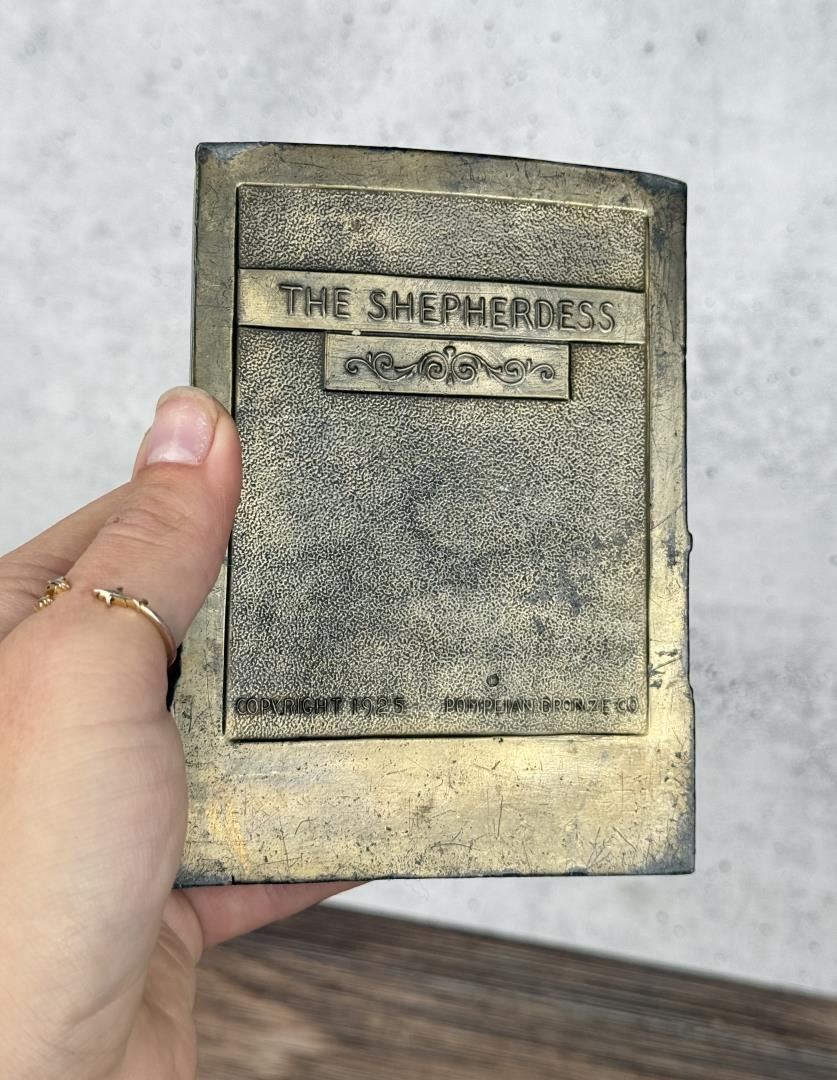 THE SHEPHERDESS
COPYRIGHT 1925 POMPEIAN BRONZE CO